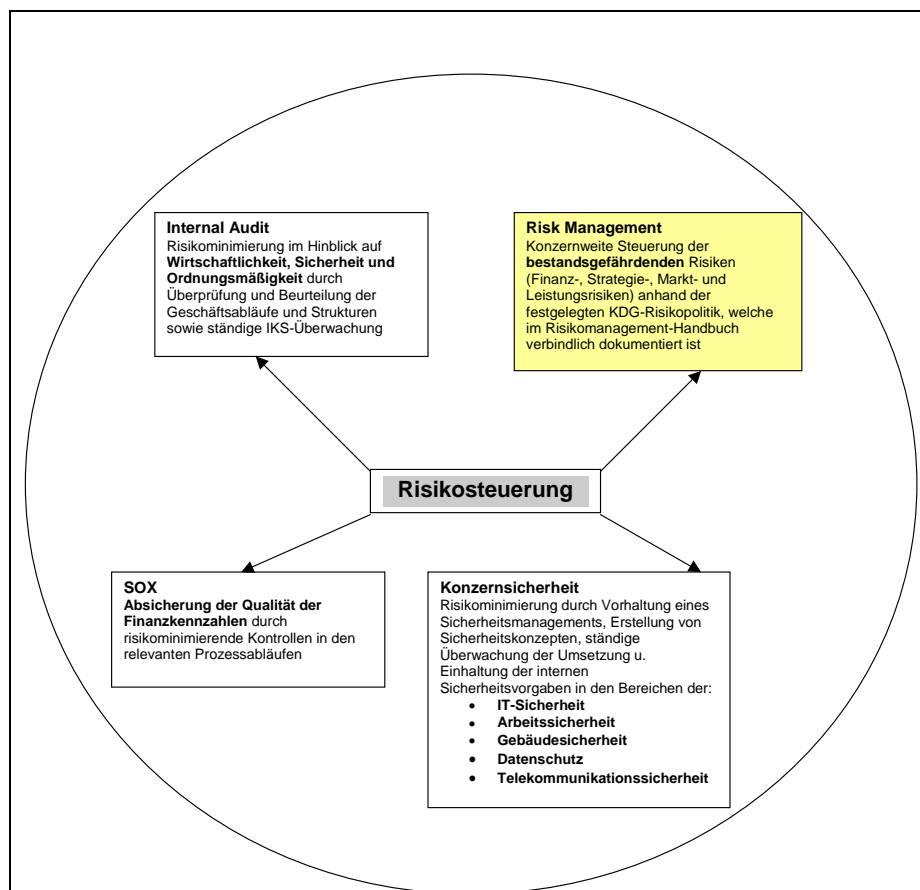 Internal Audit
Risikominimierung im Hinblick auf
Wirtschaftlichkeit, Sicherheit und
Ordnungsmäßigkeit durch
Überprüfung und Beurteilung der
Geschäftsabläufe und Strukturen
sowie ständige IKS-Überwachung
Risk Management
Konzernweite Steuerung der
bestandsgefährdenden Risiken
(Finanz-, Strategie-, Markt- und
Leistungsrisiken) anhand der
festgelegten KDG-Risikopolitik, welche
im Risikomanagement-Handbuch
verbindlich dokumentiert ist
Risikosteuerung
SOX
Absicherung der Qualität der
Finanzkennzahlen durch
risikominimierende Kontrollen in den
relevanten Prozessabläufen
Konzernsicherheit
Risikominimierung durch Vorhaltung eines
Sicherheitsmanagements, Erstellung von
Sicherheitskonzepten, ständige
Überwachung der Umsetzung u.
Einhaltung der internen
Sicherheitsvorgaben in den Bereichen der:
• IT-Sicherheit
• Arbeitssicherheit
• Gebäudesicherheit
• Datenschutz
• Telekommunikationssicherheit